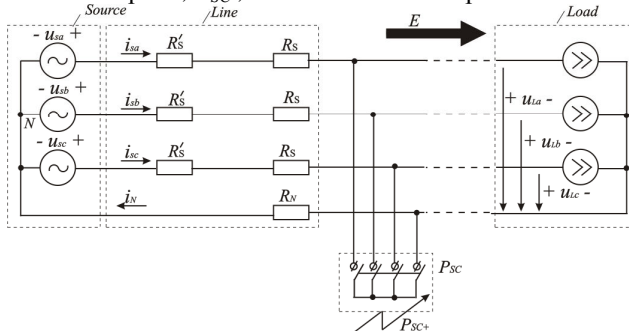 Source
Line
E
Load
- usa +
isa
R′S
RS
- usb +
isb
R′S
RS
N
+ uLa -
- usc +
isc
R′S
RS
+ uLb -
+ uLc -
iN
RN
PSC
PSC+